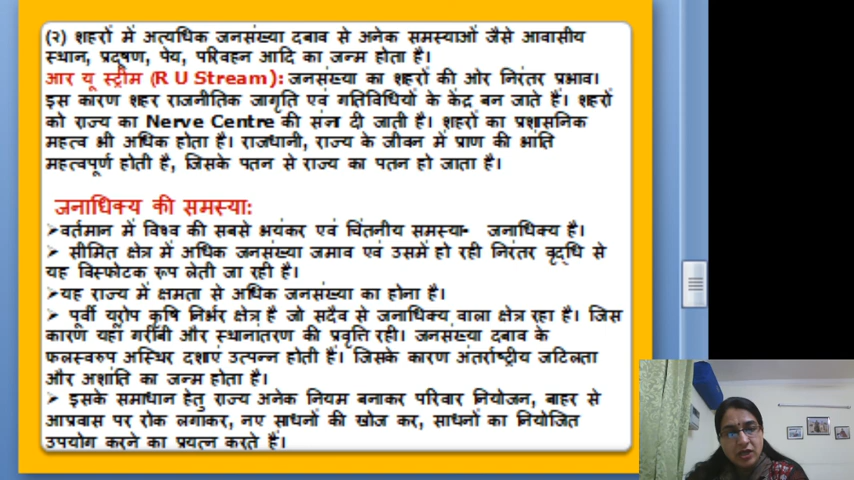 (२) शहरों में अत्यधिक जनसंख्या दबाव से अनेक समस्याओं जैसे आवासीय
स्थान, प्रदूषण, पेय, परिवहन आदि का जन्म होता है।
आर यू स्ट्रीम (R U Stream): जनसंख्या का शहरों की ओर निरंतर प्रभाव।
इस कारण शहर राजनीतिक जागृति एवं गतिविधियों के केंद्र बन जाते हैं। शहरों
को राज्य का Nerve Centre की संज्ञा दी जाती है। शहरों का प्रशासनिक
महत्व भी अधिक होता है। राजधानी, राज्य के जीवन में प्राण की भांति
महत्वपूर्ण होती है, जिसके पतन से राज्य का पतन हो जाता है।
जनाधिक्य की समस्या:
➢वर्तमान में विश्व की सबसे भयंकर एवं चिंतनीय समस्या- जनाधिक्य है।
➢ सीमित क्षेत्र में अधिक जनसंख्या जमाव एवं उसमें हो रही निरंतर वृद्धि से
यह विस्फोटक रूप लेती जा रही है।
➢यह राज्य में क्षमता से अधिक जनसंख्या का होना है।
➢ पूर्वी यूरोप कृषि निर्भर क्षेत्र है जो सदैव से जनाधिक्य वाला क्षेत्र रहा है। जिस
कारण यहाँ गरीबी और स्थानांतरण की प्रवृत्ति रही। जनसंख्या दबाव के
फलस्वरुप अस्थिर दशाएं उत्पन्न होती हैं। जिसके कारण अंतर्राष्ट्रीय जटिलता
और अशांति का जन्म होता है।
➢ इसके समाधान हेतु राज्य अनेक नियम बनाकर परिवार नियोजन, बाहर से
आप्रवास पर रोक लगाकर, नए साधनों की खोज कर, साधनों का नियोजित
उपयोग करने का प्रयत्न करते हैं।